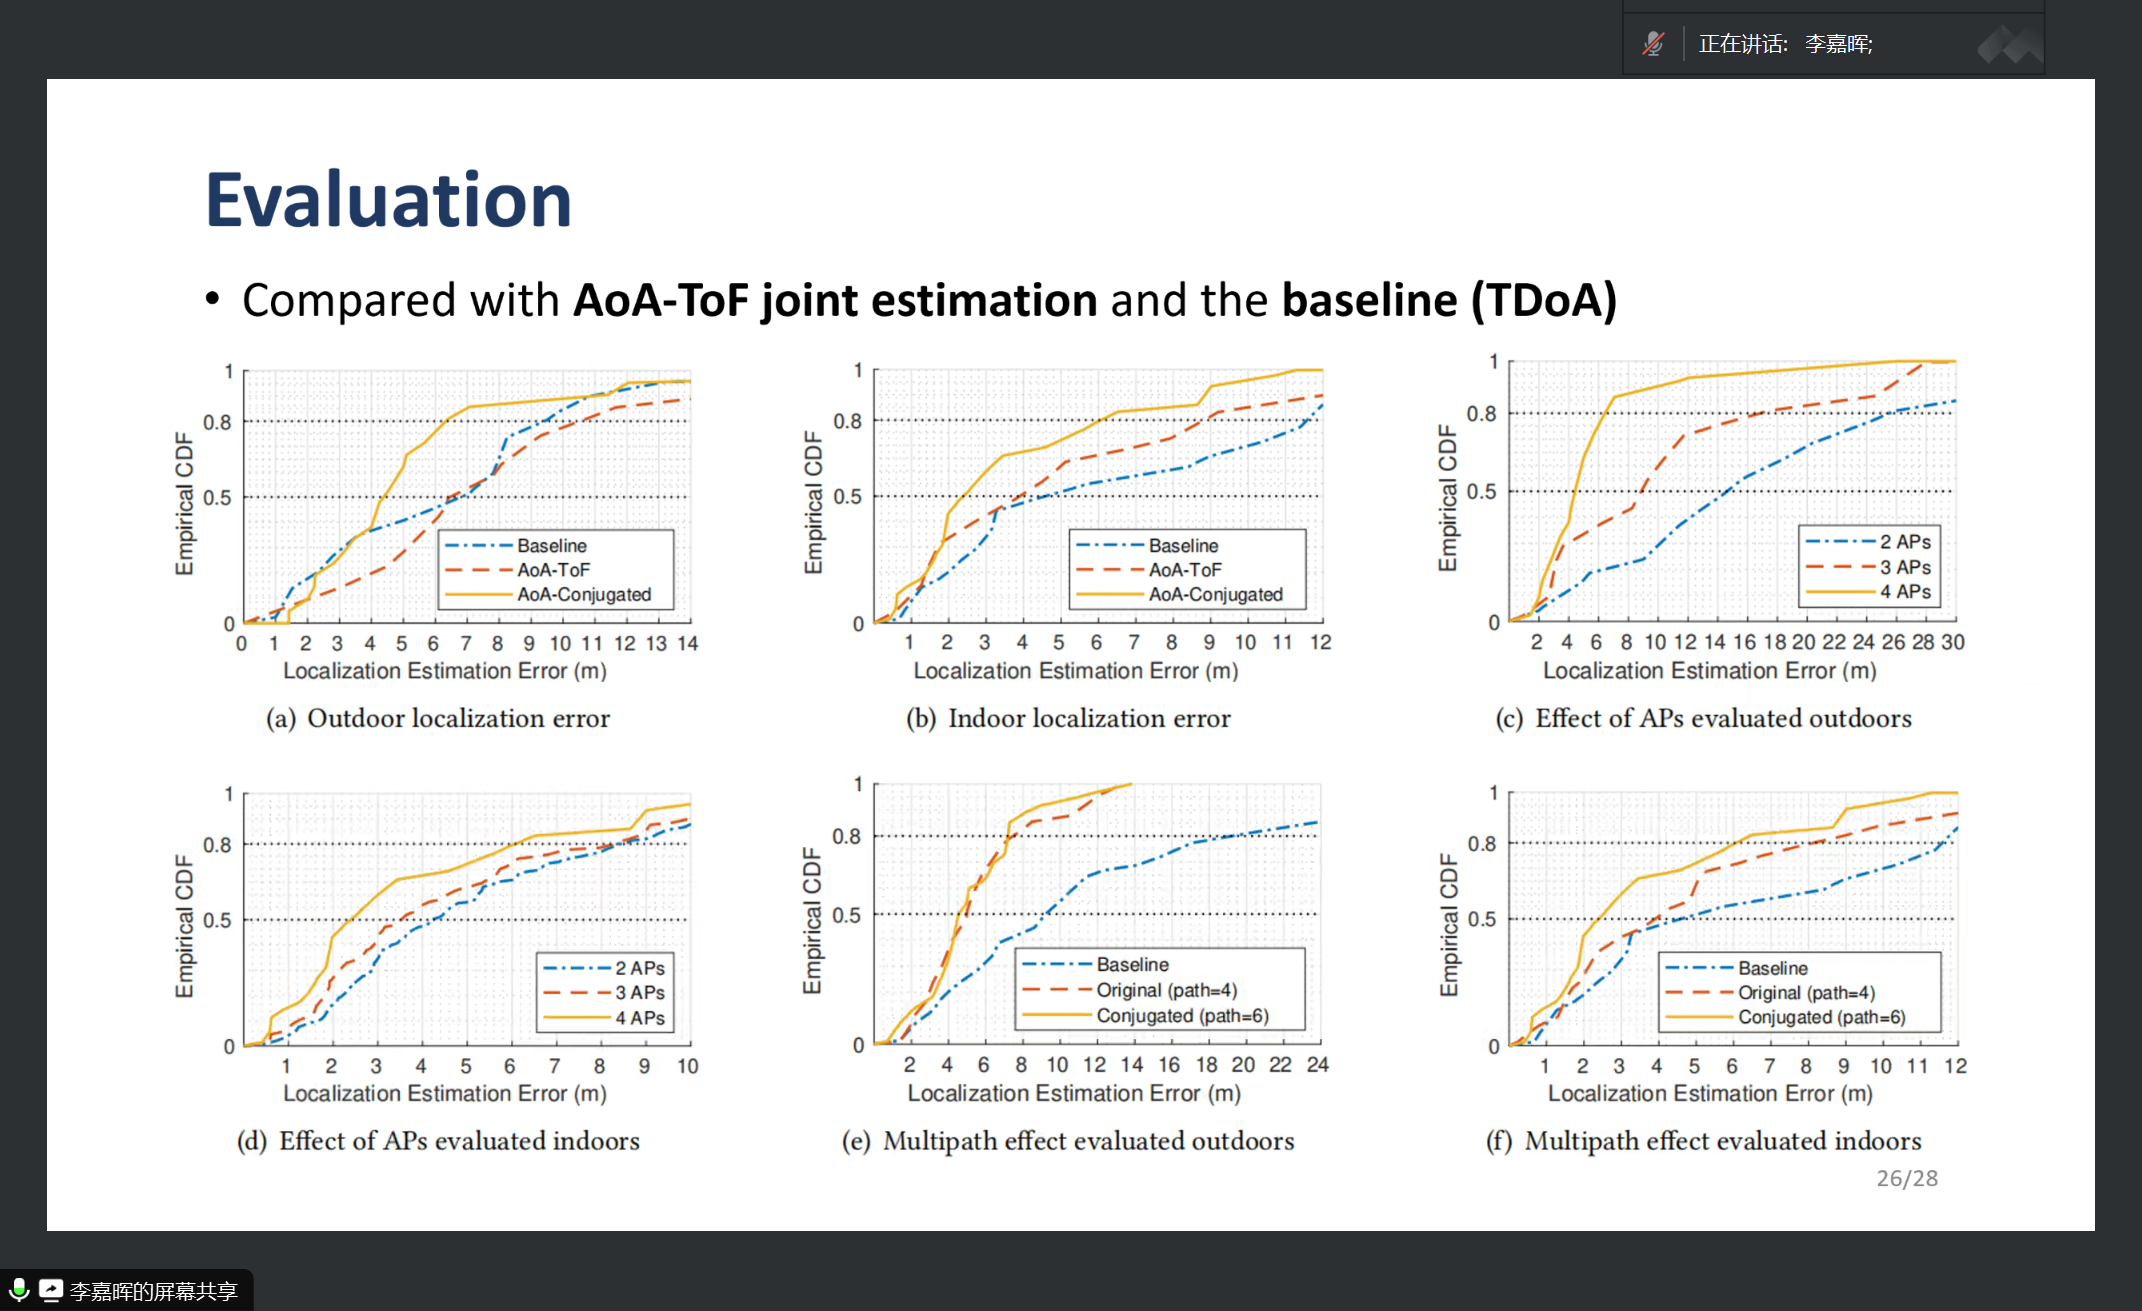 正在讲话: 李嘉晖;
Evaluation
• Compared with AoA-ToF joint estimation and the baseline (TDoA)
1
0.8
0.5
0
Empirical CDF
Baseline
AoA-ToF
AoA-Conjugated
0 1 2 3 4 5 6 7 8 9 10 11 12 13 14
Localization Estimation Error (m)
(a) Outdoor localization error
1
0.8
0.5
0
Empirical CDF
Baseline
AoA-ToF
AoA-Conjugated
1 2 3 4 5 6 7 8 9 10 11 12
Localization Estimation Error (m)
(b) Indoor localization error
1
0.8
0.5
0
Empirical CDF
2 APs
3 APs
4 APs
2 4 6 8 10 12 14 16 18 20 22 24 26 28 30
Localization Estimation Error (m)
(c) Effect of APs evaluated outdoors
1
0.8
0.5
0
Empirical CDF
2 APs
3 APs
4 APs
1 2 3 4 5 6 7 8 9 10
Localization Estimation Error (m)
(d) Effect of APs evaluated indoors
1
0.8
0.5
0
Empirical CDF
Baseline
Original (path=4)
Conjugated (path=6)
2 4 6 8 10 12 14 16 18 20 22 24
Localization Estimation Error (m)
(e) Multipath effect evaluated outdoors
1
0.8
0.5
0
Empirical CDF
Baseline
Original (path=4)
Conjugated (path=6)
1 2 3 4 5 6 7 8 9 10 11 12
Localization Estimation Error (m)
(f) Multipath effect evaluated indoors
26/28
李嘉晖的屏幕共享